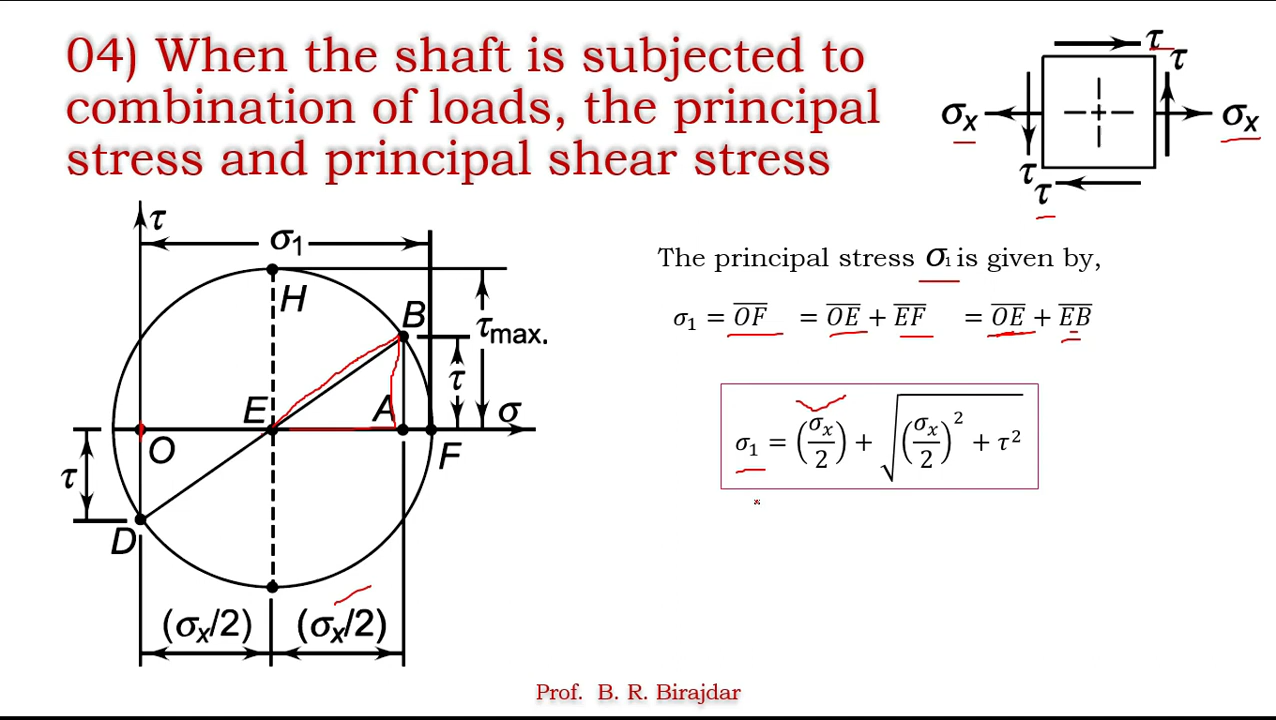 04) When the shaft is subjected to
combination of loads, the principal
stress and principal shear stress
τ
τ
σx
σx
τ
τ
τ
σ1
H
B
τmax.
τ
E
A
σ
O
F
τ
D
(σx/2)
(σx/2)
The principal stress σ1 is given by,
σ1 = OF = OE + EF = OE + EB
σ1 = (σx/2) + √((σx/2)² + τ²)
Prof. B. R. Birajdar